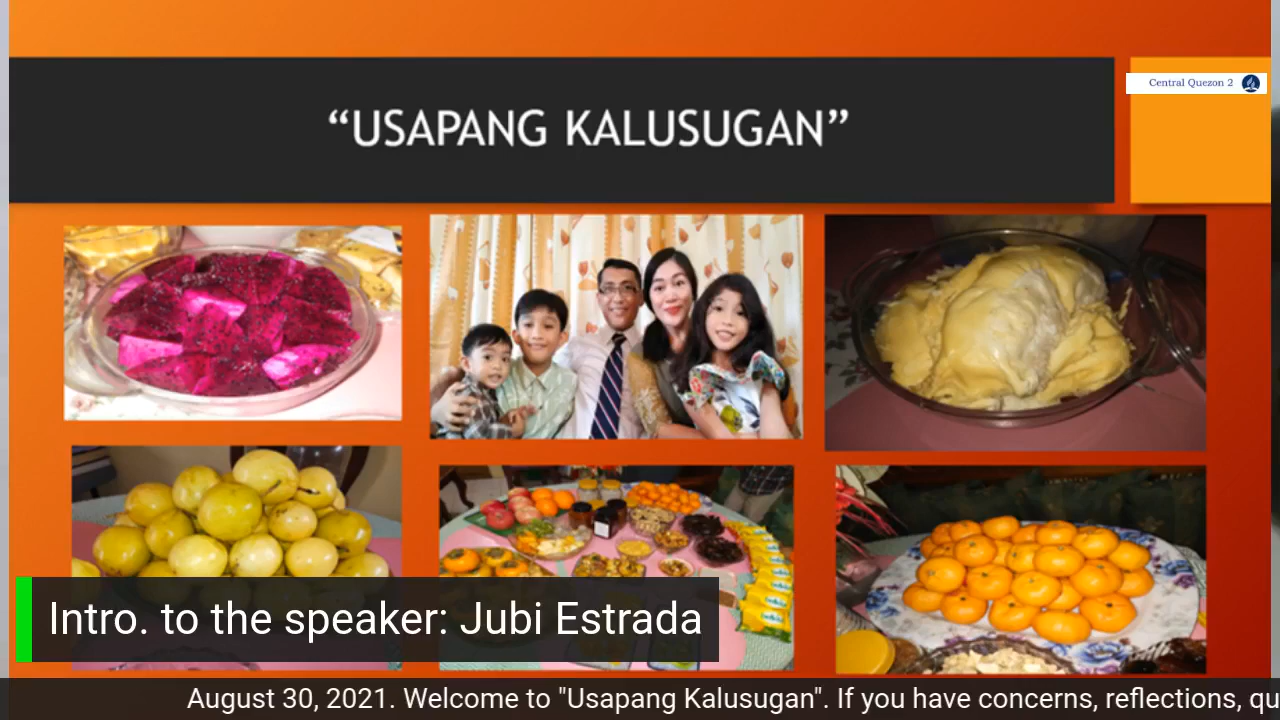 Central Quezon 2
“USAPANG KALUSUGAN”
Intro. to the speaker: Jubi Estrada
August 30, 2021. Welcome to "Usapang Kalusugan". If you have concerns, reflections, qu